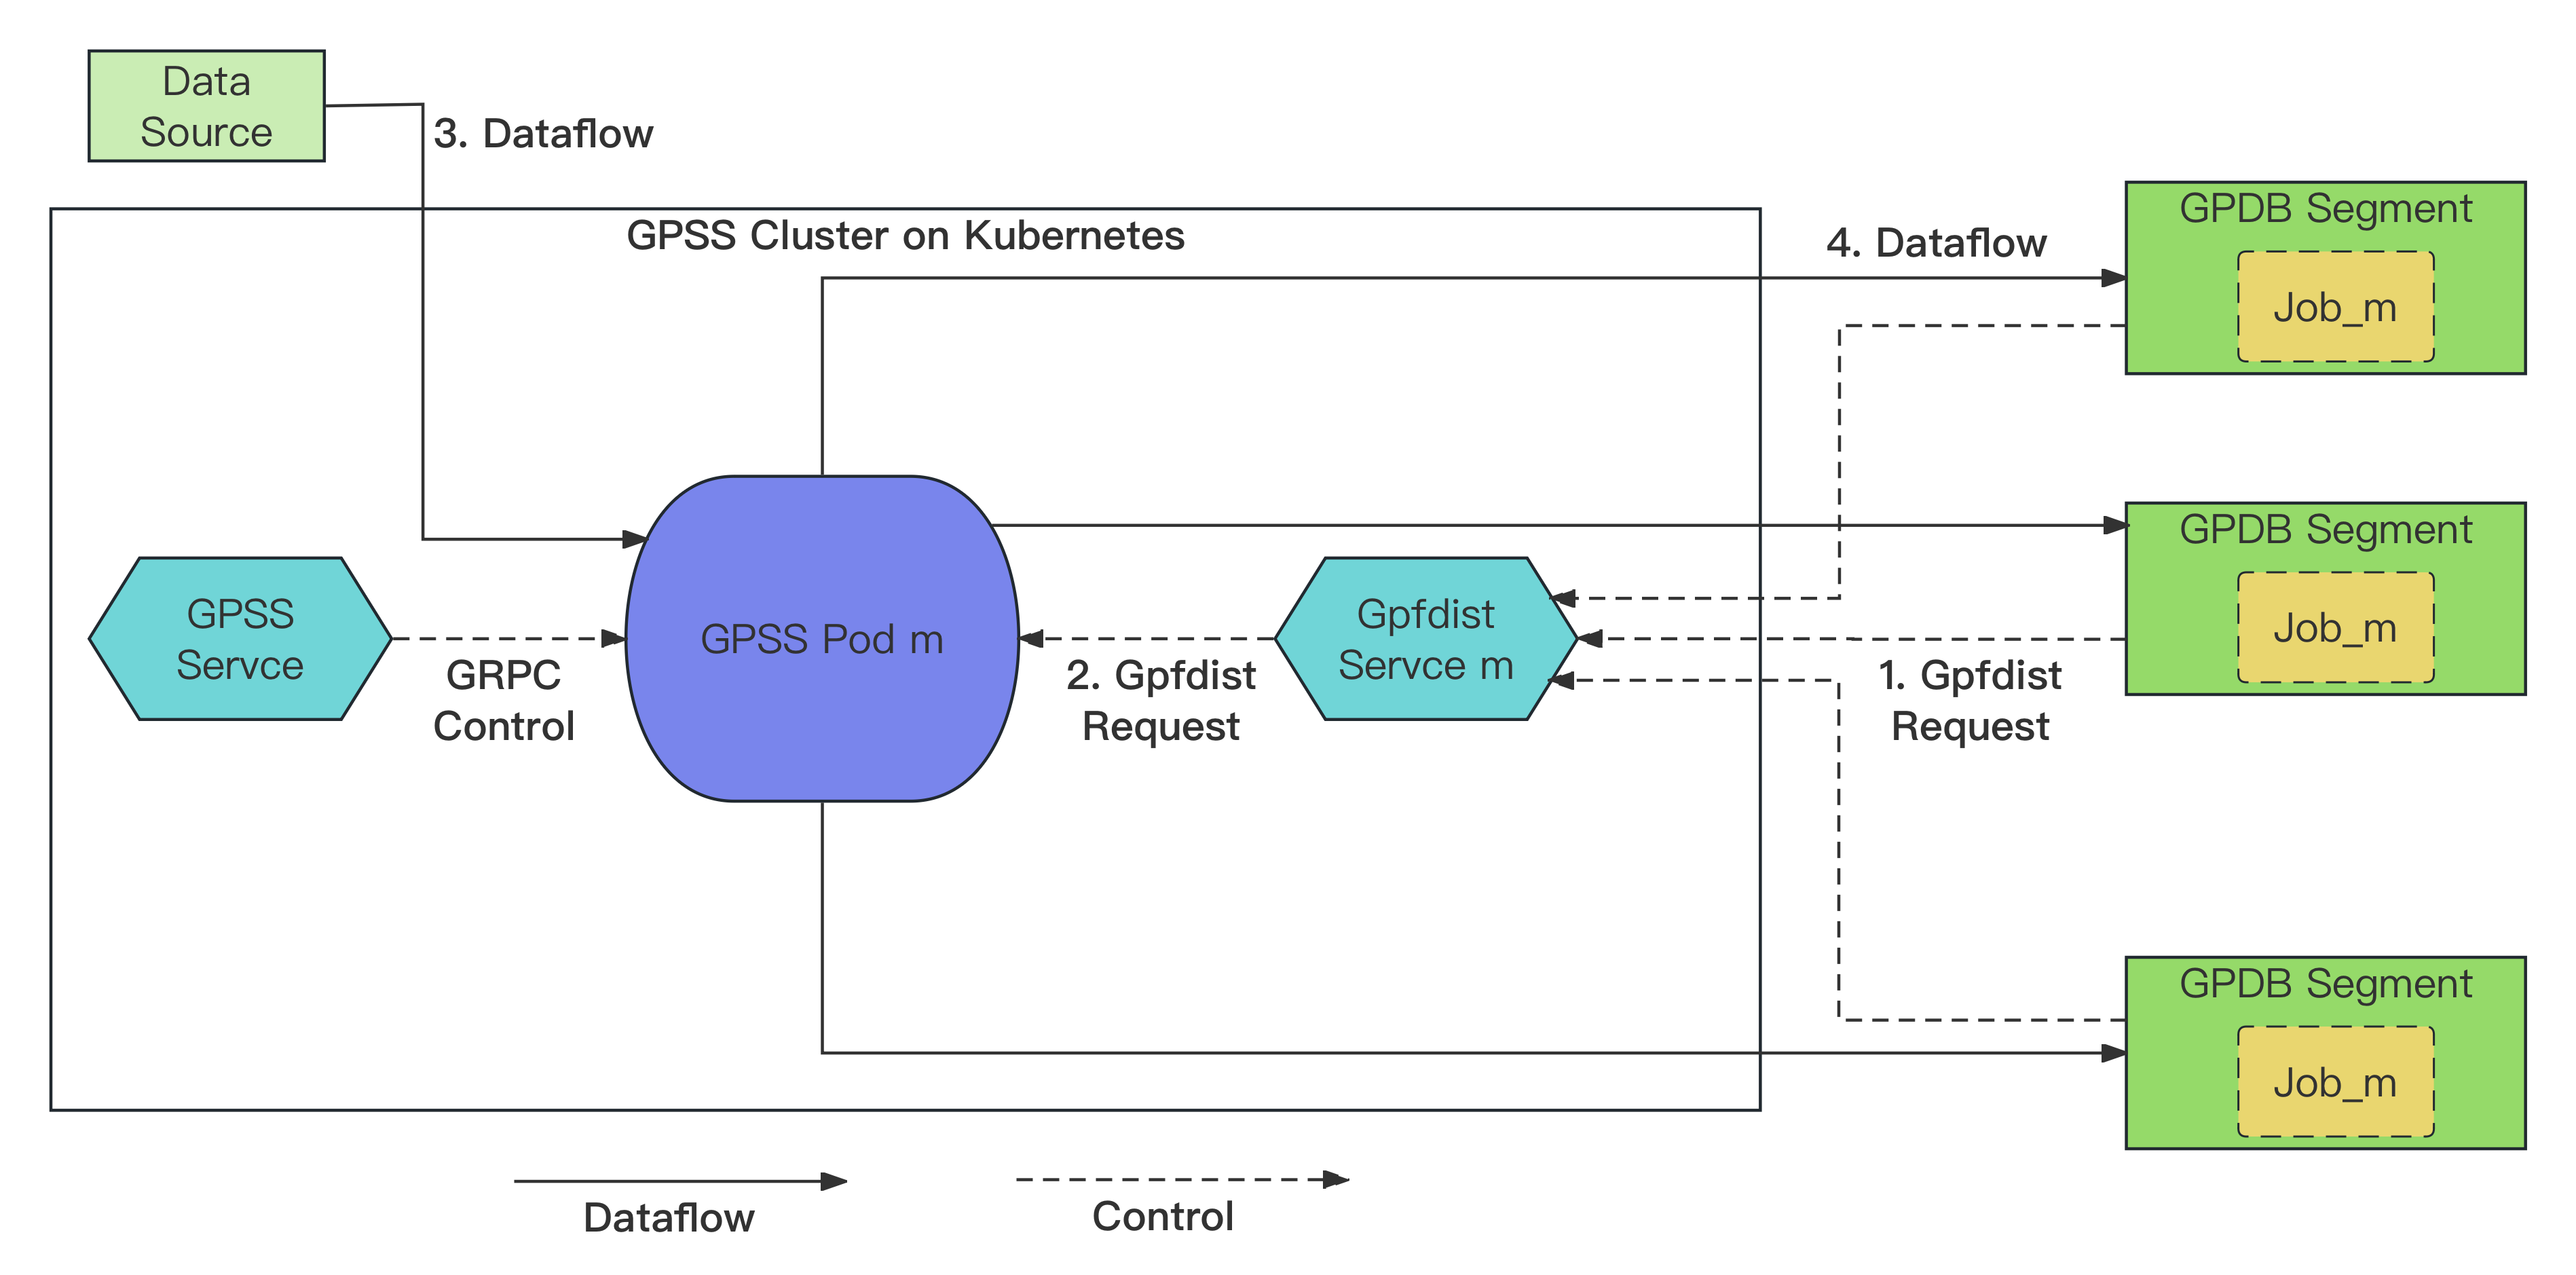 Data
Source
3. Dataflow
GPSS Cluster on Kubernetes
4. Dataflow
GPDB Segment
Job_m
GPDB Segment
Job_m
GPSS
Servce
GRPC
Control
GPSS Pod m
2. Gpfdist
Request
Gpfdist
Servce m
1. Gpfdist
Request
GPDB Segment
Job_m
Dataflow
Control